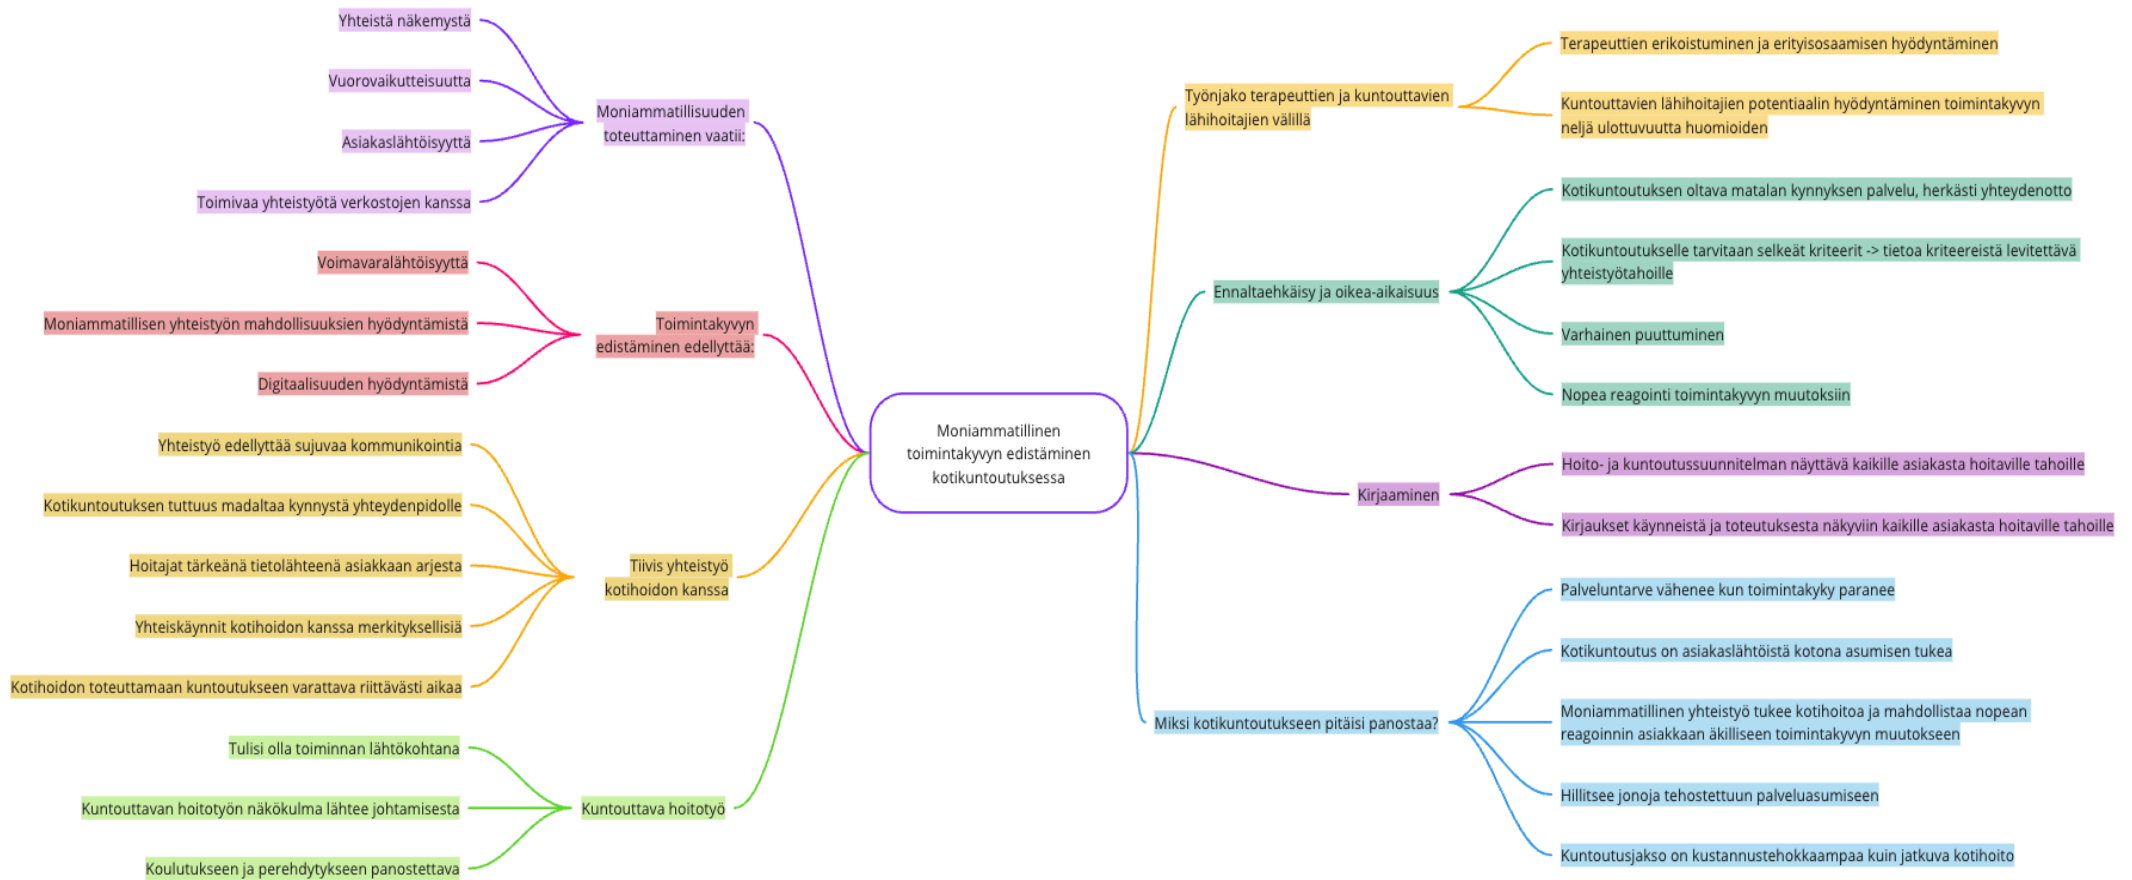 Yhteistä näkemystä
Vuorovaikutteisuutta
Asiakaslähtöisyyttä
Toimivaa yhteistyötä verkostojen kanssa
Moniammatillisuuden
toteuttaminen vaatii:
Voimavaralähtöisyyttä
Moniammatillisen yhteistyön mahdollisuuksien hyödyntämistä
Digitaalisuuden hyödyntämistä
Toimintakyvyn
edistäminen edellyttää:
Yhteistyö edellyttää sujuvaa kommunikointia
Kotikuntoutuksen tuttuus madaltaa kynnystä yhteydenpidolle
Hoitajat tärkeänä tietolähteenä asiakkaan arjesta
Yhteiskäynnit kotihoidon kanssa merkityksellisiä
Kotihoidon toteuttamaan kuntoutukseen varattava riittävästi aikaa
Tiivis yhteistyö
kotihoidon kanssa
Tulisi olla toiminnan lähtökohtana
Kuntouttavan hoitotyön näkökulma lähtee johtamisesta
Koulutukseen ja perehdytykseen panostettava
Kuntouttava hoitotyö
Moniammatillinen
toimintakyvyn edistäminen
kotikuntoutuksessa
Työnjako terapeuttien ja kuntouttavien
lähihoitajien välillä
Terapeuttien erikoistuminen ja erityisosaamisen hyödyntäminen
Kuntouttavien lähihoitajien potentiaalin hyödyntäminen toimintakyvyn
neljä ulottuvuutta huomioiden
Ennaltaehkäisy ja oikea-aikaisuus
Kotikuntoutuksen oltava matalan kynnyksen palvelu, herkästi yhteydenotto
Kotikuntoutukselle tarvitaan selkeät kriteerit -> tietoa kriteereistä levitettävä
yhteistyötahoille
Varhainen puuttuminen
Nopea reagointi toimintakyvyn muutoksiin
Kirjaaminen
Hoito- ja kuntoutussuunnitelman näyttävä kaikille asiakasta hoitaville tahoille
Kirjaukset käynneistä ja toteutuksesta näkyviin kaikille asiakasta hoitaville tahoille
Miksi kotikuntoutukseen pitäisi panostaa?
Palveluntarve vähenee kun toimintakyky paranee
Kotikuntoutus on asiakaslähtöistä kotona asumisen tukea
Moniammatillinen yhteistyö tukee kotihoitoa ja mahdollistaa nopean
reagoinnin asiakkaan äkilliseen toimintakyvyn muutokseen
Hillitsee jonoja tehostettuun palveluasumiseen
Kuntoutusjakso on kustannustehokkaampaa kuin jatkuva kotihoito